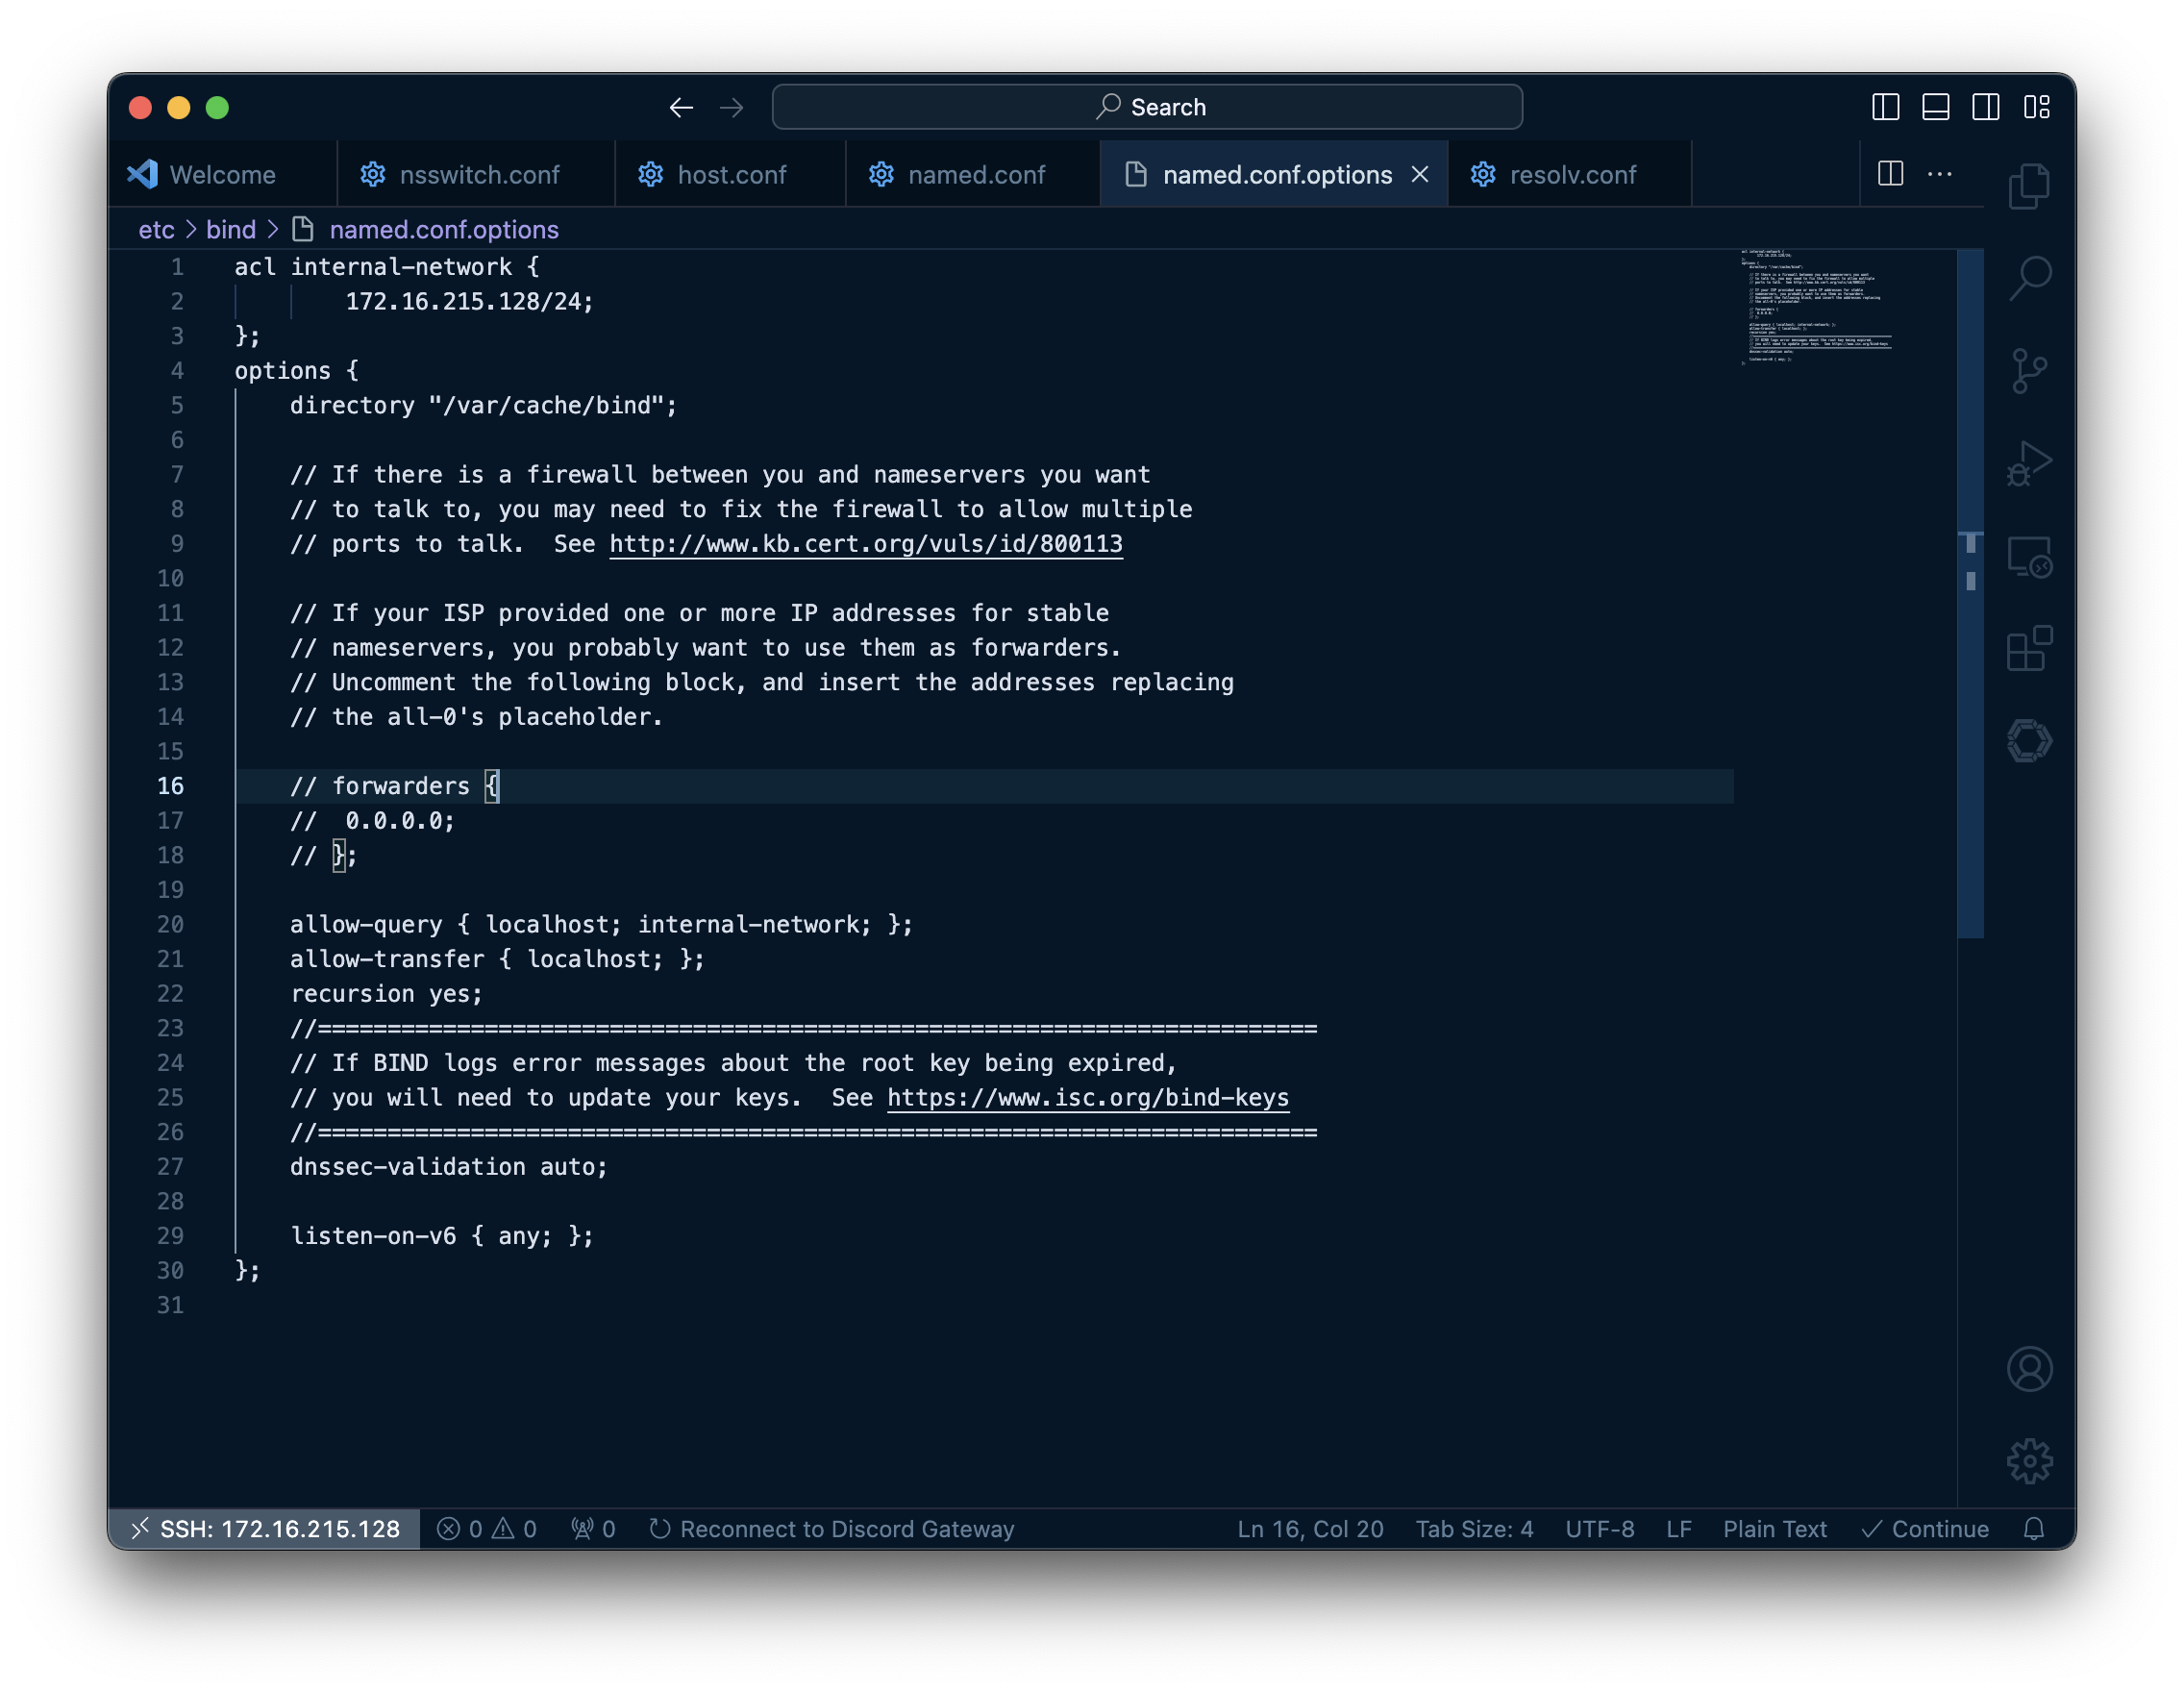 Search
Welcome
nsswitch.conf
host.conf
named.conf
named.conf.options
resolv.conf
etc > bind > named.conf.options
1 acl internal-network {
2 172.16.215.128/24;
3 };
4 options {
5 directory "/var/cache/bind";
6
7 // If there is a firewall between you and nameservers you want
8 // to talk to, you may need to fix the firewall to allow multiple
9 // ports to talk.  See http://www.kb.cert.org/vuls/id/800113
10
11 // If your ISP provided one or more IP addresses for stable
12 // nameservers, you probably want to use them as forwarders.
13 // Uncomment the following block, and insert the addresses replacing
14 // the all-0's placeholder.
15
16 // forwarders {
17 //  0.0.0.0;
18 // };
19
20 allow-query { localhost; internal-network; };
21 allow-transfer { localhost; };
22 recursion yes;
23 //========================================================================
24 // If BIND logs error messages about the root key being expired,
25 // you will need to update your keys.  See https://www.isc.org/bind-keys
26 //========================================================================
27 dnssec-validation auto;
28
29 listen-on-v6 { any; };
30 };
31
SSH: 172.16.215.128 0 0 0 Reconnect to Discord Gateway Ln 16, Col 20 Tab Size: 4 UTF-8 LF Plain Text Continue